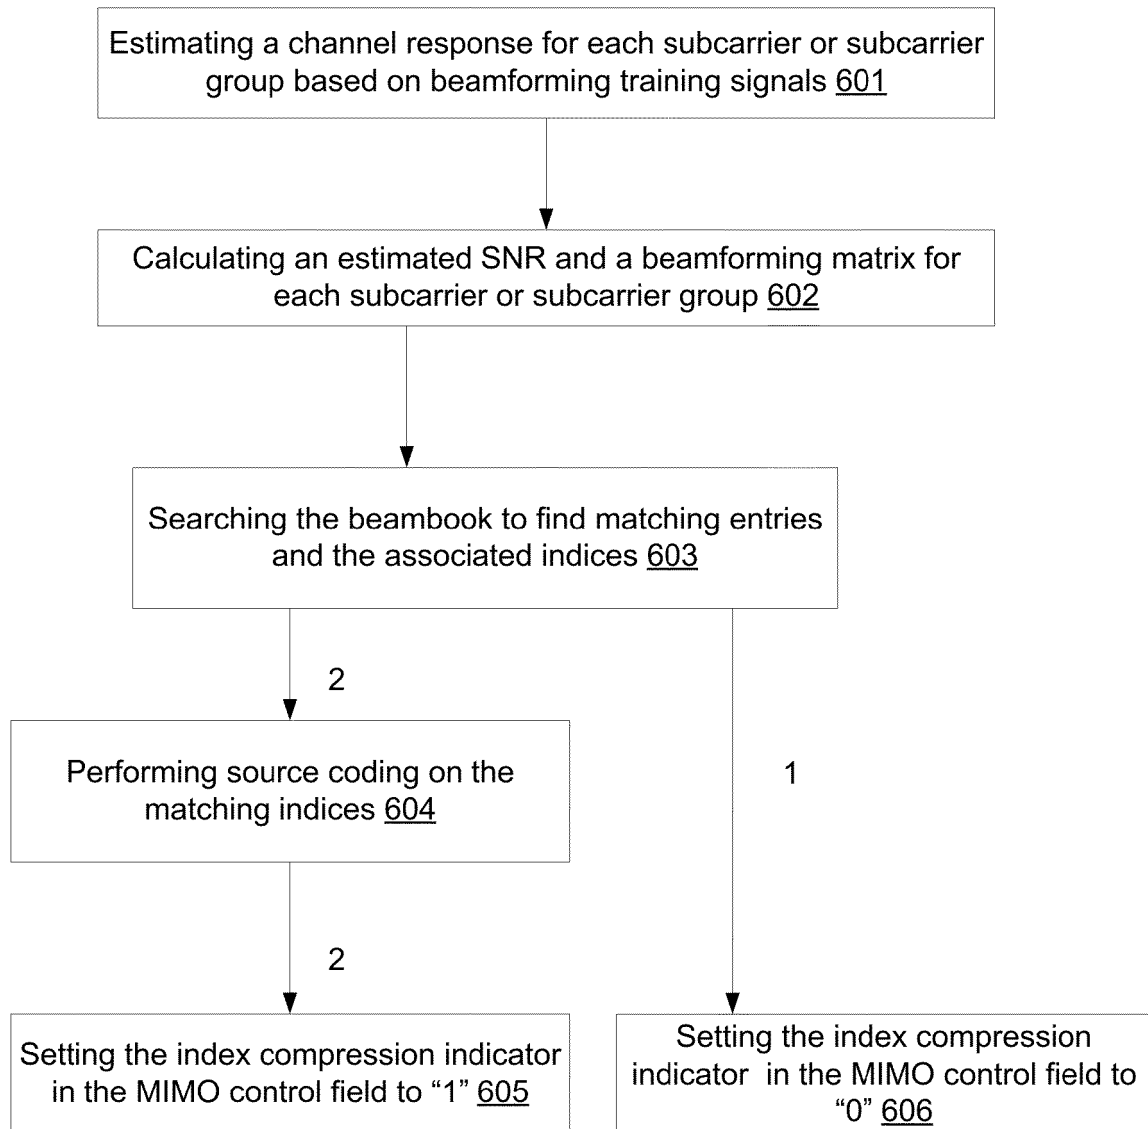 Estimating a channel response for each subcarrier or subcarrier
group based on beamforming training signals 601
Calculating an estimated SNR and a beamforming matrix for
each subcarrier or subcarrier group 602
Searching the beambook to find matching entries
and the associated indices 603
2
Performing source coding on the
matching indices 604
1
2
Setting the index compression indicator
in the MIMO control field to “1” 605
Setting the index compression
indicator in the MIMO control field to
“0” 606